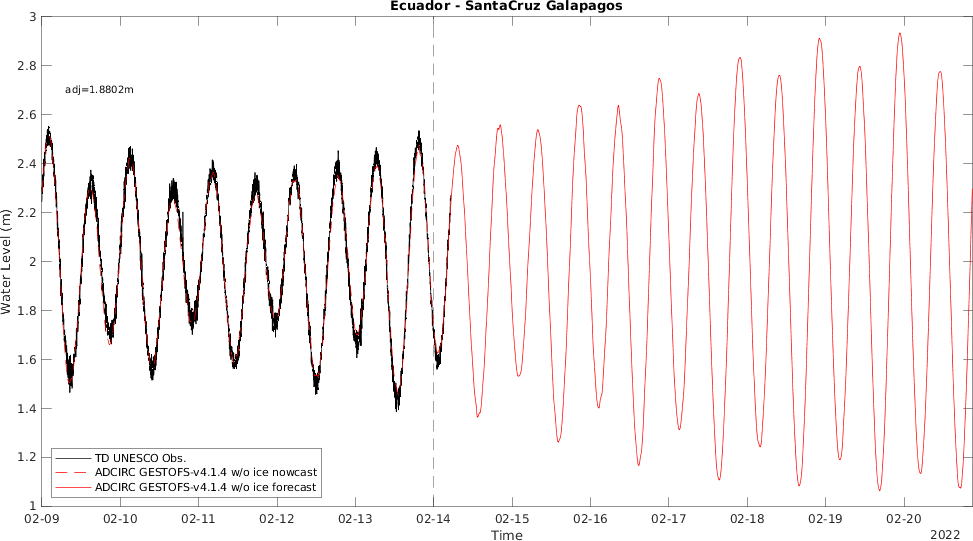 Ecuador - SantaCruz Galapagos
3
2.8
adj=1.8802m
2.6
2.4
2.2
Water Level (m)
2
1.8
1.6
1.4
1.2
1
TD UNESCO Obs.
ADCIRC GESTOFS-v4.1.4 w/o ice nowcast
ADCIRC GESTOFS-v4.1.4 w/o ice forecast
02-09 02-10 02-11 02-12 02-13 02-14 02-15 02-16 02-17 02-18 02-19 02-20
Time
2022